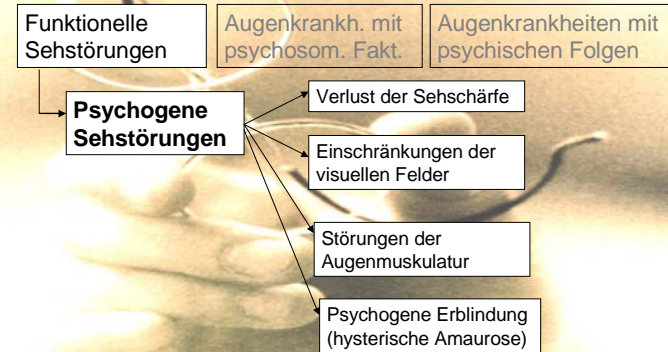 Funktionelle
Sehstörungen
Augenkrankh. mit
psychosom. Fakt.
Augenkrankheiten mit
psychischen Folgen
Psychogene
Sehstörungen
Verlust der Sehschärfe
Einschränkungen der
visuellen Felder
Störungen der
Augenmuskulatur
Psychogene Erblindung
(hysterische Amaurose)